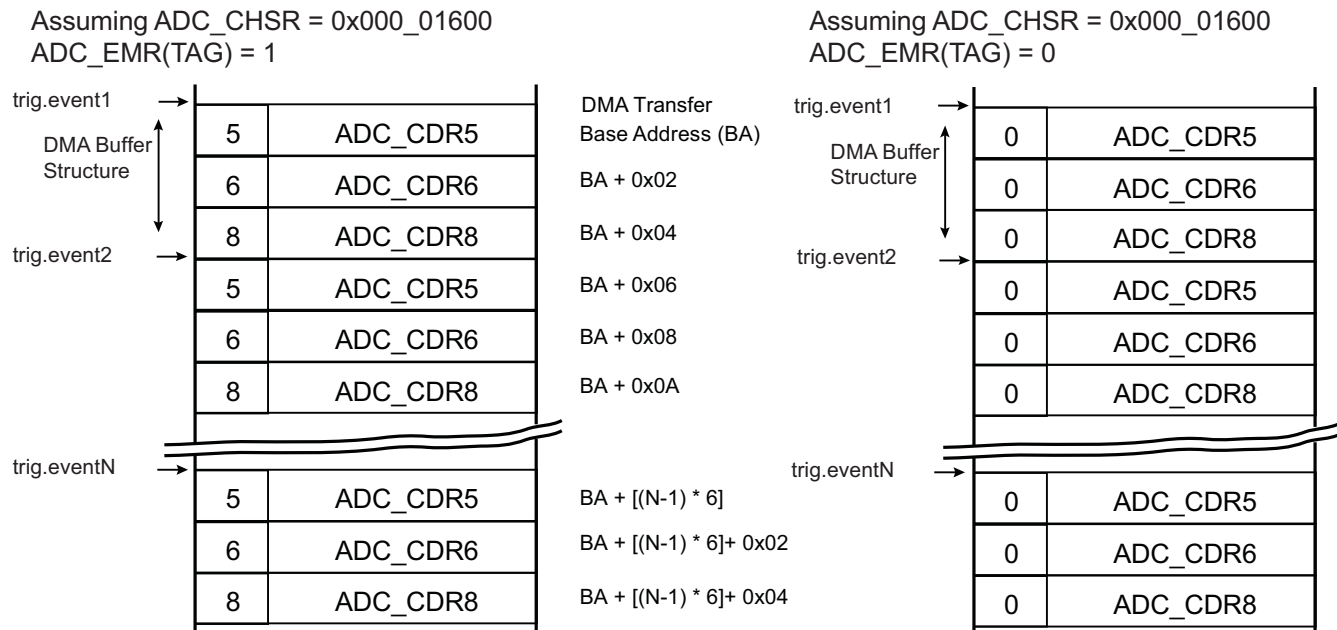 Assuming ADC_CHSR = 0x000_01600
ADC_EMR(TAG) = 1
trig.event1
DMA Buffer
Structure
5 ADC_CDR5
6 ADC_CDR6
8 ADC_CDR8
trig.event2
5 ADC_CDR5
6 ADC_CDR6
8 ADC_CDR8
trig.eventN
5 ADC_CDR5
6 ADC_CDR6
8 ADC_CDR8
DMA Transfer
Base Address (BA)
BA + 0x02
BA + 0x04
BA + 0x06
BA + 0x08
BA + 0x0A
BA + [(N-1) * 6]
BA + [(N-1) * 6]+ 0x02
BA + [(N-1) * 6]+ 0x04
Assuming ADC_CHSR = 0x000_01600
ADC_EMR(TAG) = 0
trig.event1
DMA Buffer
Structure
0 ADC_CDR5
0 ADC_CDR6
0 ADC_CDR8
trig.event2
0 ADC_CDR5
0 ADC_CDR6
0 ADC_CDR8
trig.eventN
0 ADC_CDR5
0 ADC_CDR6
0 ADC_CDR8